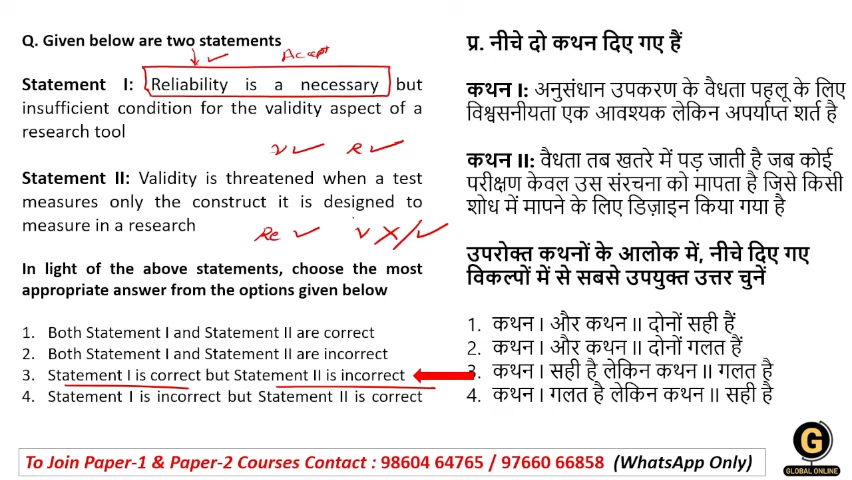 Q. Given below are two statements
Accept
Statement I: Reliability is a necessary but
insufficient condition for the validity aspect of a
research tool
V R
Statement II: Validity is threatened when a test
measures only the construct it is designed to
measure in a research
Re V
In light of the above statements, choose the most
appropriate answer from the options given below
1. Both Statement I and Statement II are correct
2. Both Statement I and Statement II are incorrect
3. Statement I is correct but Statement II is incorrect
4. Statement I is incorrect but Statement II is correct
प्र. नीचे दो कथन दिए गए हैं
कथन I: अनुसंधान उपकरण के वैधता पहलू के लिए
विश्वसनीयता एक आवश्यक लेकिन अपर्याप्त शर्त है
कथन II: वैधता तब खतरे में पड़ जाती है जब कोई
परीक्षण केवल उस संरचना को मापता है जिसे किसी
शोध में मापने के लिए डिज़ाइन किया गया है
उपरोक्त कथनों के आलोक में, नीचे दिए गए
विकल्पों में से सबसे उपयुक्त उत्तर चुनें
1. कथन I और कथन II दोनों सही हैं
2. कथन I और कथन II दोनों गलत हैं
3. कथन I सही है लेकिन कथन II गलत है
4. कथन I गलत है लेकिन कथन II सही है
G
GLOBAL ONLINE
To Join Paper-1 & Paper-2 Courses Contact : 98604 64765 / 97660 66858 (WhatsApp Only)